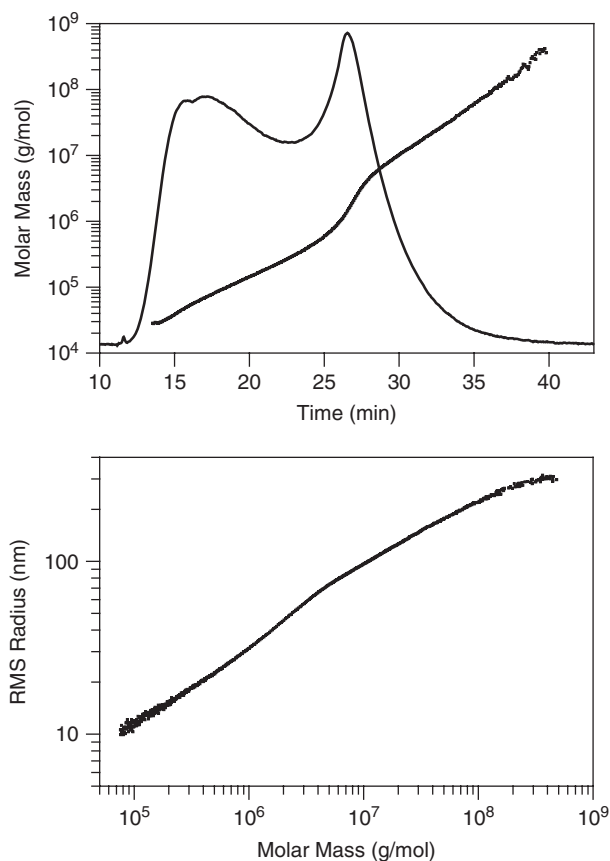 10⁹
10⁸
10⁷
10⁶
10⁵
10⁴
Molar Mass (g/mol)
10 15 20 25 30 35 40
Time (min)
100
10
RMS Radius (nm)
10⁵ 10⁶ 10⁷ 10⁸ 10⁹
Molar Mass (g/mol)